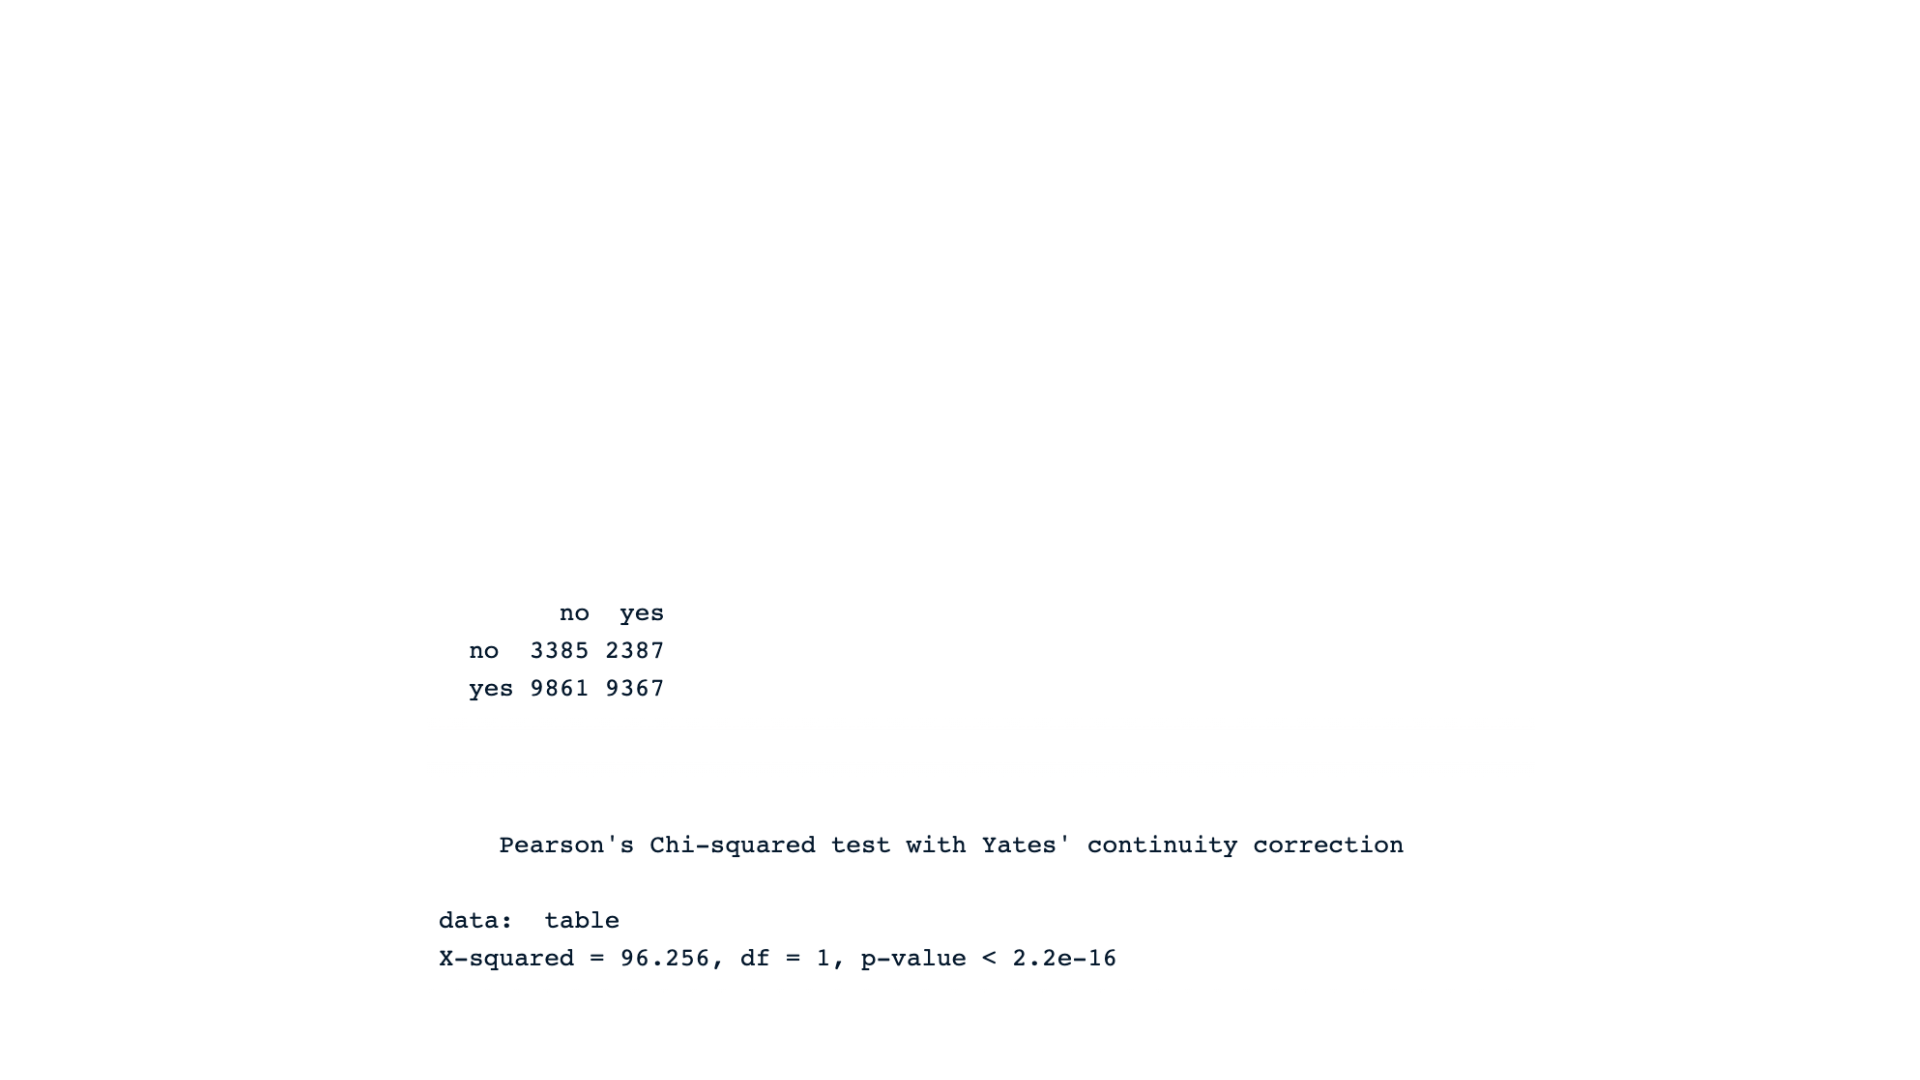 no yes
no 3385 2387
yes 9861 9367
Pearson's Chi-squared test with Yates' continuity correction
data: table
X-squared = 96.256, df = 1, p-value < 2.2e-16